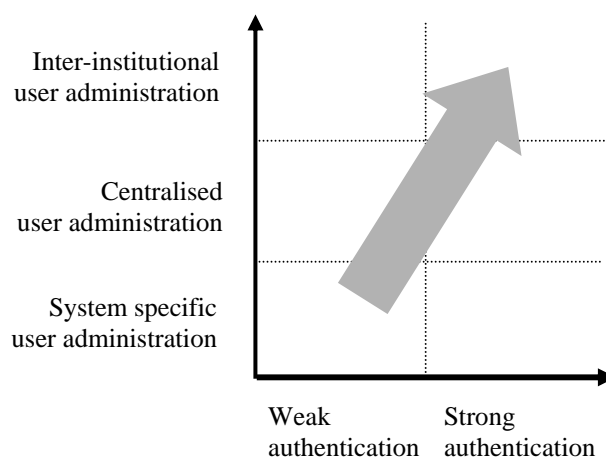 Inter-institutional
user administration
Centralised
user administration
System specific
user administration
Weak
authentication
Strong
authentication